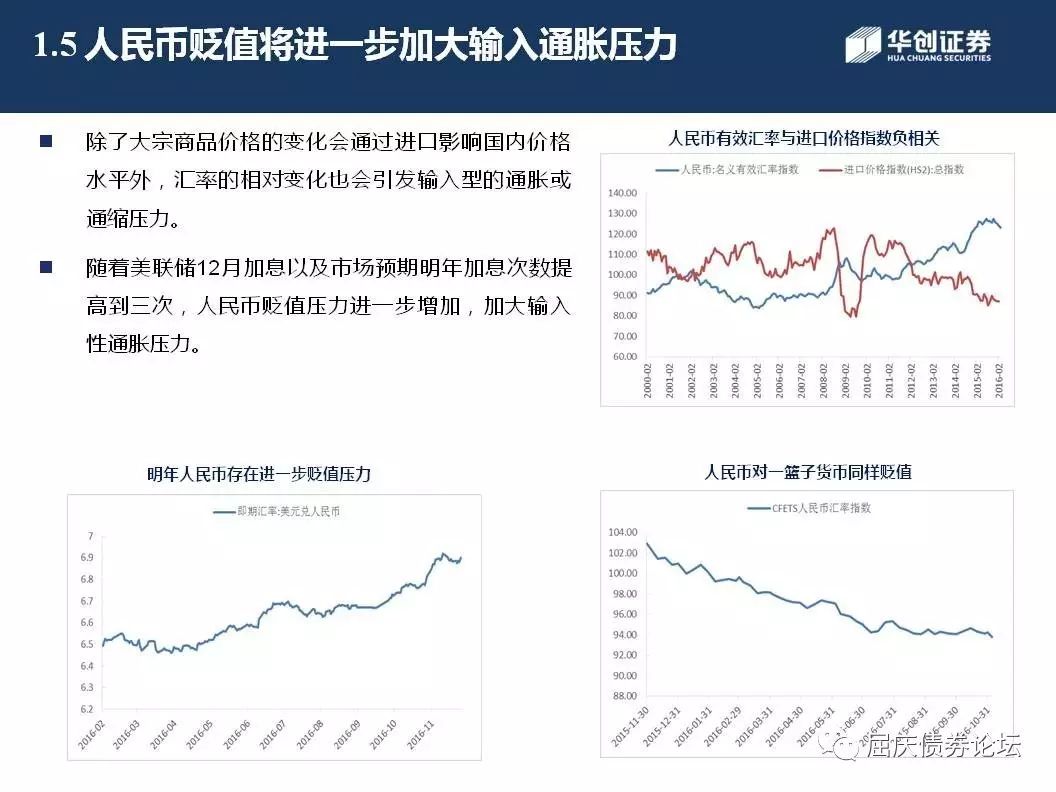 1.5 人民币贬值将进一步加大输入通胀压力
华创证券
HUA CHUANG SECURITIES
除了大宗商品价格的变化会通过进口影响国内价格
水平外，汇率的相对变化也会引发输入型的通胀或
通缩压力。
随着美联储12月加息以及市场预期明年加息次数提
高到三次，人民币贬值压力进一步增加，加大输入
性通胀压力。
人民币有效汇率与进口价格指数负相关
人民币:名义有效汇率指数 进口价格指数(HS2):总指数
140.00
130.00
120.00
110.00
100.00
90.00
80.00
70.00
60.00
2000-02 2001-02 2002-02 2003-02 2004-02 2005-02 2006-02 2007-02 2008-02 2009-02 2010-02 2011-02 2012-02 2013-02 2014-02 2015-02 2016-02
明年人民币存在进一步贬值压力
即期汇率:美元兑人民币
7
6.9
6.8
6.7
6.6
6.5
6.4
6.3
6.2
2016-02 2016-03 2016-04 2016-05 2016-06 2016-07 2016-08 2016-09 2016-10 2016-11
人民币对一篮子货币同样贬值
CFETS人民币汇率指数
104.00
102.00
100.00
98.00
96.00
94.00
92.00
90.00
88.00
2015-11-30 2015-12-31 2016-01-31 2016-02-29 2016-03-31 2016-04-30 2016-05-31 2016-06-30 2016-07-31 2016-08-31 2016-09-30 2016-10-31
屈庆债券论坛